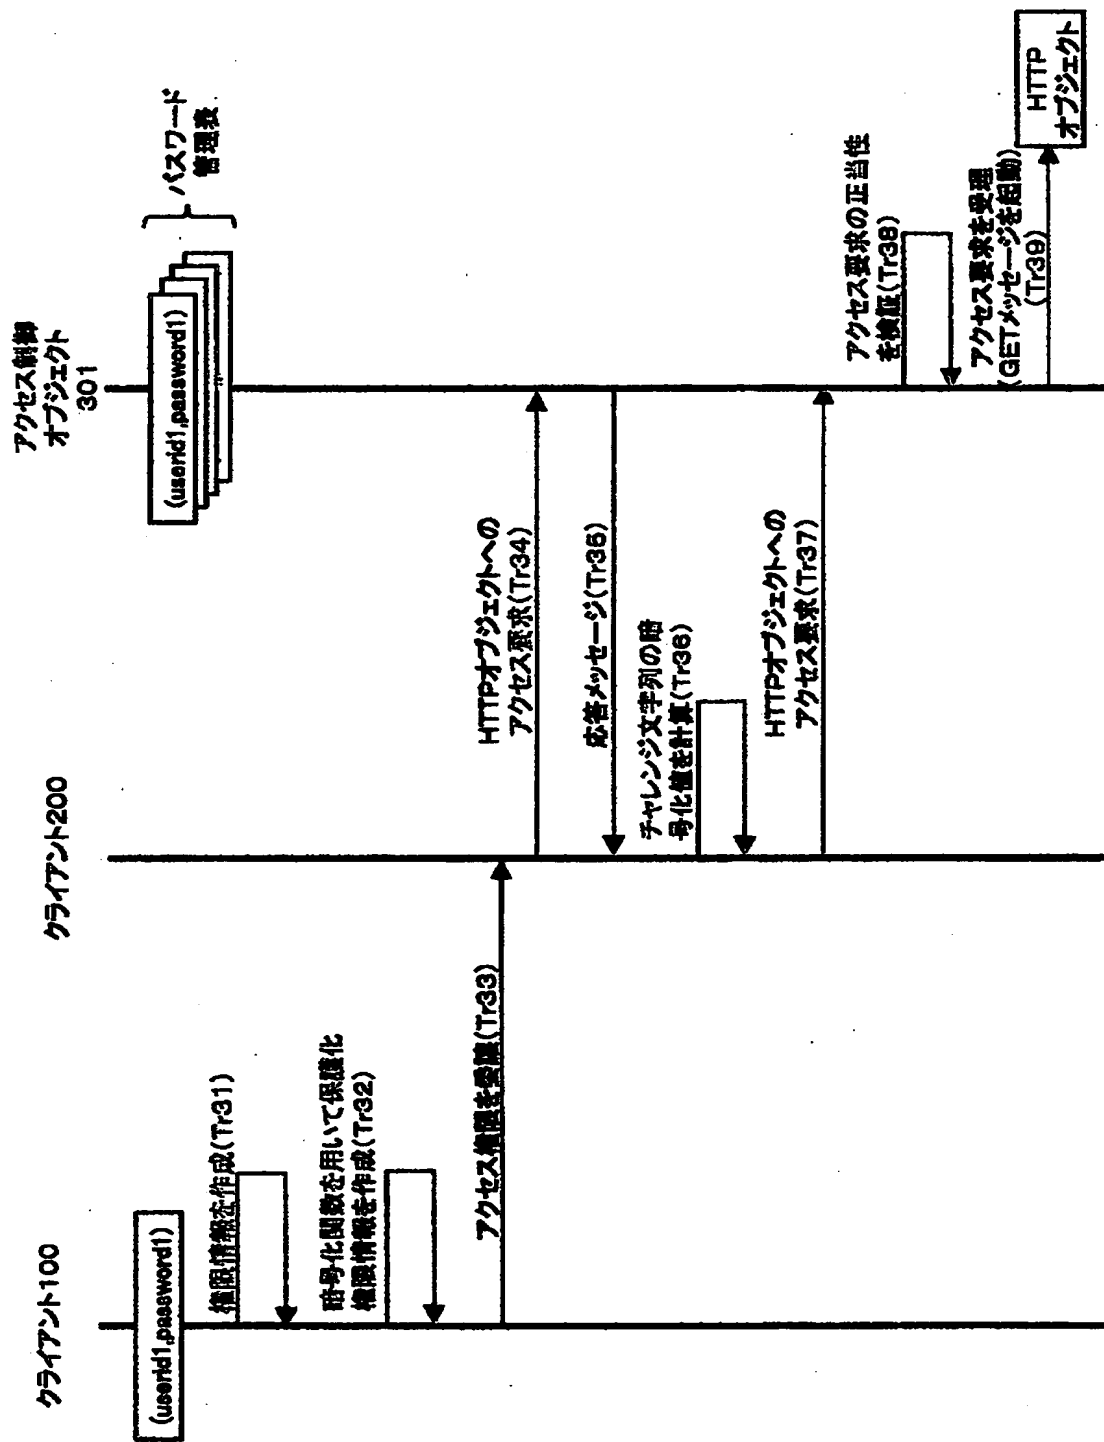 クライアント100
クライアント200
アクセス制御
オブジェクト
301
(userid1,password1)
(userid1,password1)
パスワード
管理表
権限情報を作成(Tr31)
暗号化関数を用いて保護化
権限情報を作成(Tr32)
アクセス権限を委譲(Tr33)
HTTPオブジェクトへの
アクセス要求(Tr34)
応答メッセージ(Tr35)
チャレンジ文字列の暗
号化値を計算(Tr36)
HTTPオブジェクトへの
アクセス要求(Tr37)
アクセス要求の正当性
を検証(Tr38)
アクセス要求を受理
(GETメッセージを起動)
(Tr39)
HTTP
オブジェクト